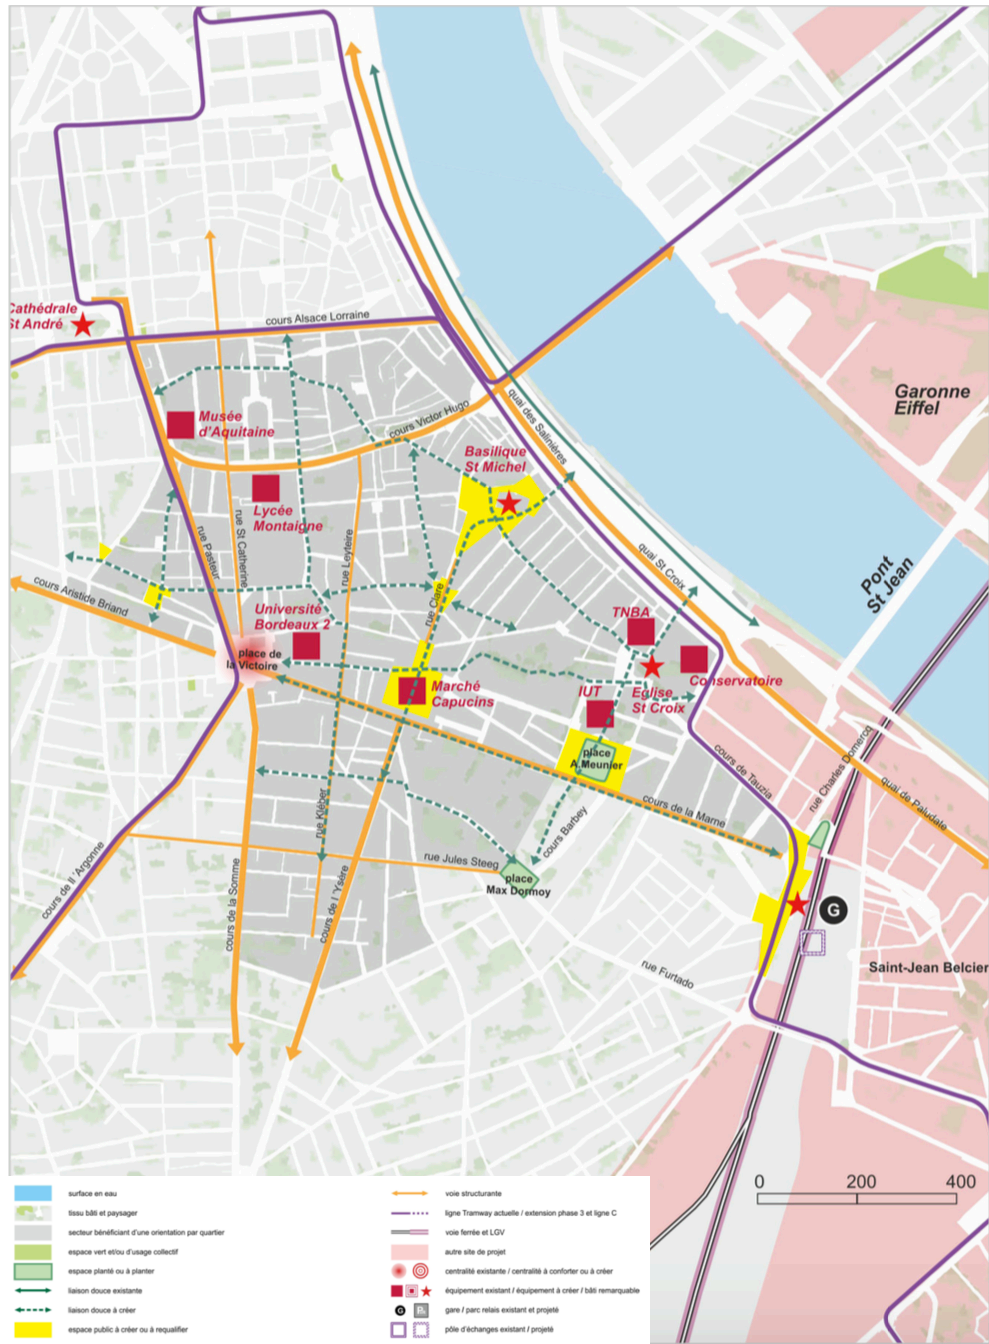 Cathédrale
St André
cours Alsace Lorraine
Musée
d'Aquitaine
cours Victor Hugo
quai des Salinières
Garonne
Eiffel
Basilique
St Michel
Lycée
Montaigne
rue Pasteur
rue St Catherine
rue Leyteire
quai St Croix
Pont
St Jean
cours Aristide Briand
Université
Bordeaux 2
rue Clare
TNBA
place de
la Victoire
Marché
Capucins
IUT
Eglise
St Croix
Conservatoire
place
A.Meunier
cours de Tauzia
rue Charles Domercq
quai de Paludate
rue Kléber
cours de la Marne
cours Barbey
cours de l'Argonne
cours de la Somme
cours de l'Ysère
rue Jules Steeg
place
Max Dormoy
G
rue Furtado
Saint-Jean Belcier
0 200 400
surface en eau
tissu bâti et paysager
secteur bénéficiant d'une orientation par quartier
espace vert et/ou d'usage collectif
espace planté ou à planter
liaison douce existante
liaison douce à créer
espace public à créer ou à requalifier
voie structurante
ligne Tramway actuelle / extension phase 3 et ligne C
voie ferrée et LGV
autre site de projet
centralité existante / centralité à conforter ou à créer
équipement existant / équipement à créer / bâti remarquable
G gare / parc relais existant et projeté
pôle d'échanges existant / projeté